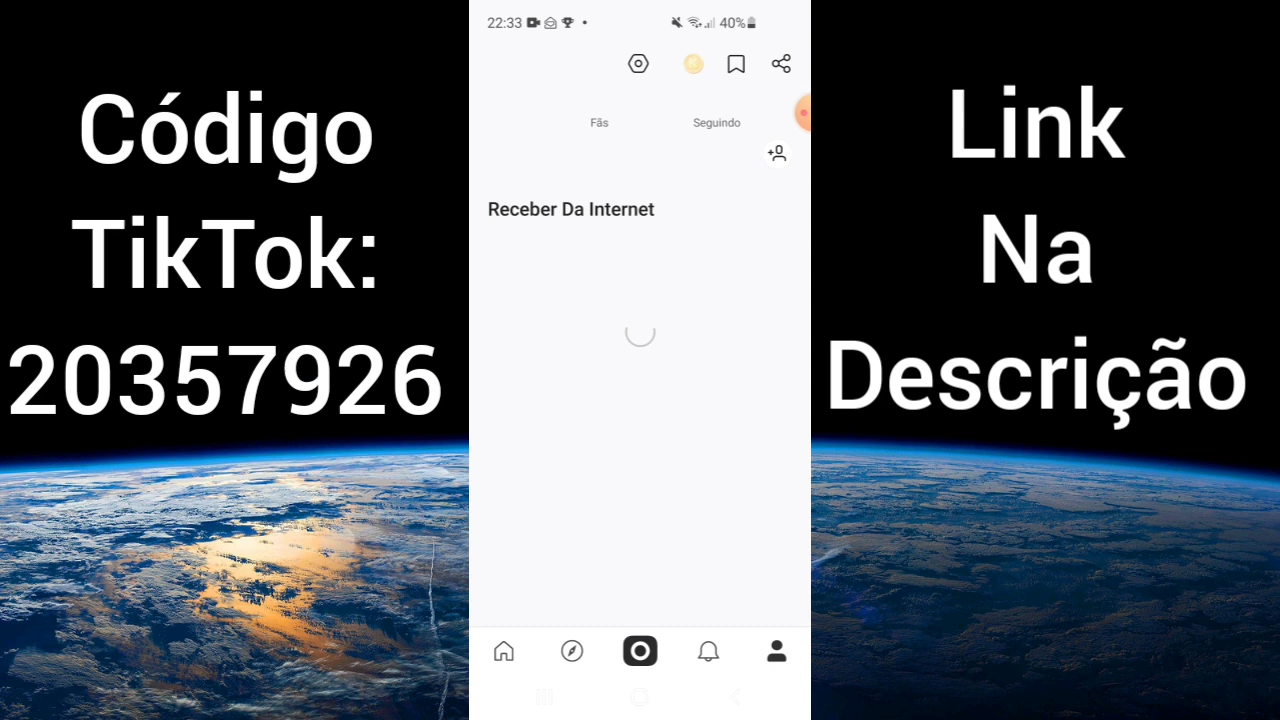 Código
TikTok:
20357926
22:33
40%
Fãs
Seguindo
Receber Da Internet
Link
Na
Descrição